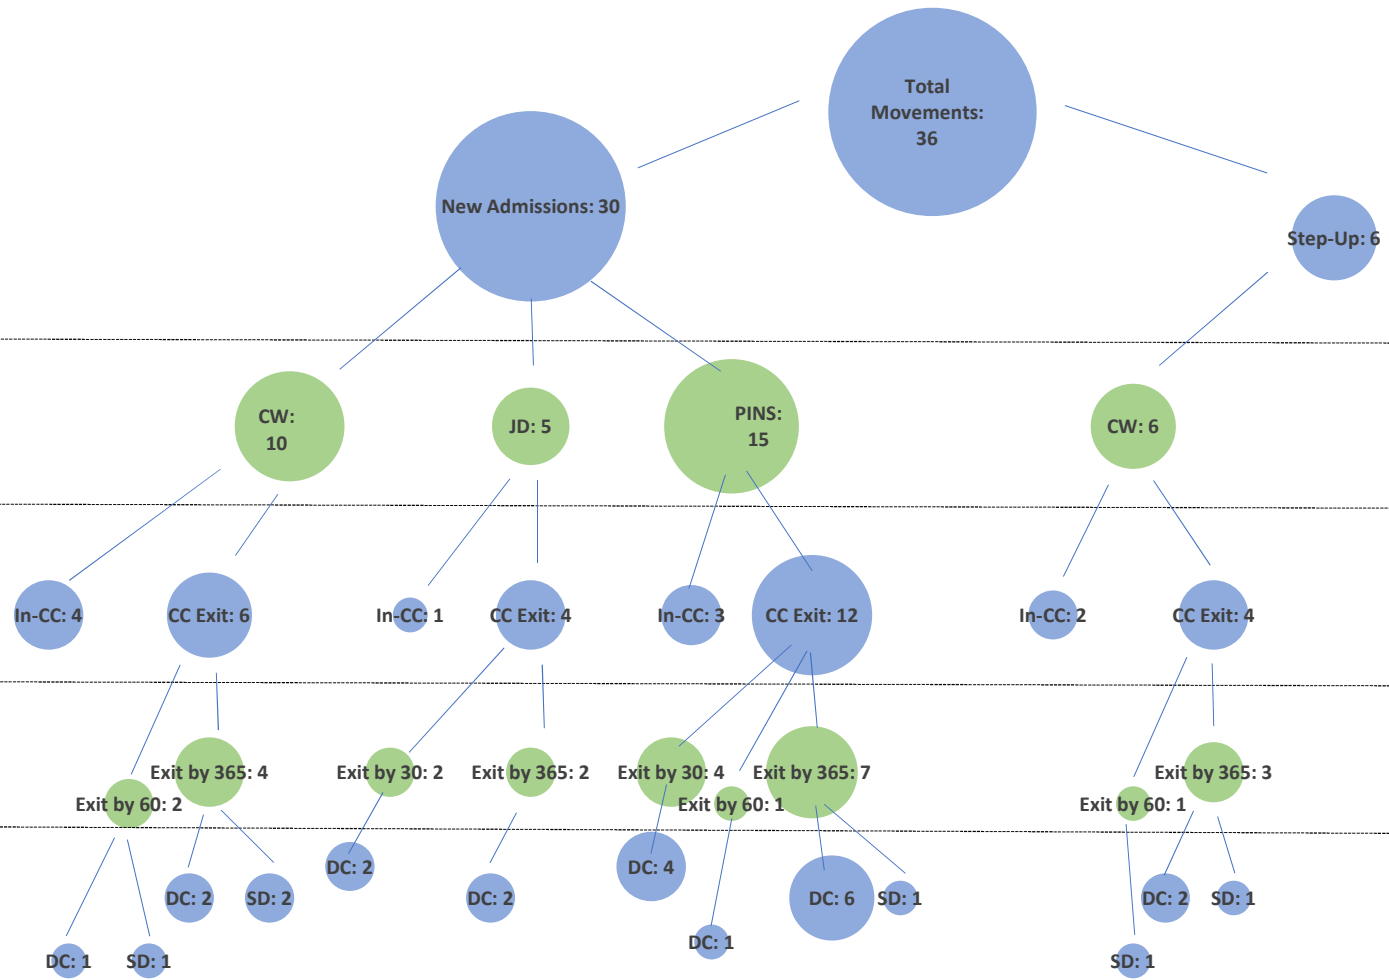 Total
Movements:
36
New Admissions: 30
Step-Up: 6
CW:
10
JD: 5
PINS:
15
CW: 6
In-CC: 4
CC Exit: 6
In-CC: 1
CC Exit: 4
In-CC: 3
CC Exit: 12
In-CC: 2
CC Exit: 4
Exit by 365: 4
Exit by 30: 2
Exit by 365: 2
Exit by 30: 4
Exit by 365: 7
Exit by 365: 3
Exit by 60: 2
Exit by 60: 1
Exit by 60: 1
DC: 2
DC: 4
DC: 2
SD: 2
DC: 2
DC: 6
SD: 1
DC: 2
SD: 1
DC: 1
DC: 1
SD: 1
SD: 1